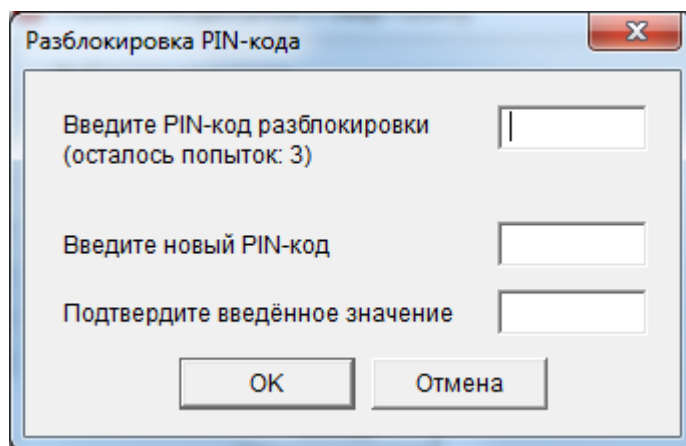 Разблокировка PIN-кода
Введите PIN-код разблокировки
(осталось попыток: 3)
Введите новый PIN-код
Подтвердите введённое значение
OK
Отмена